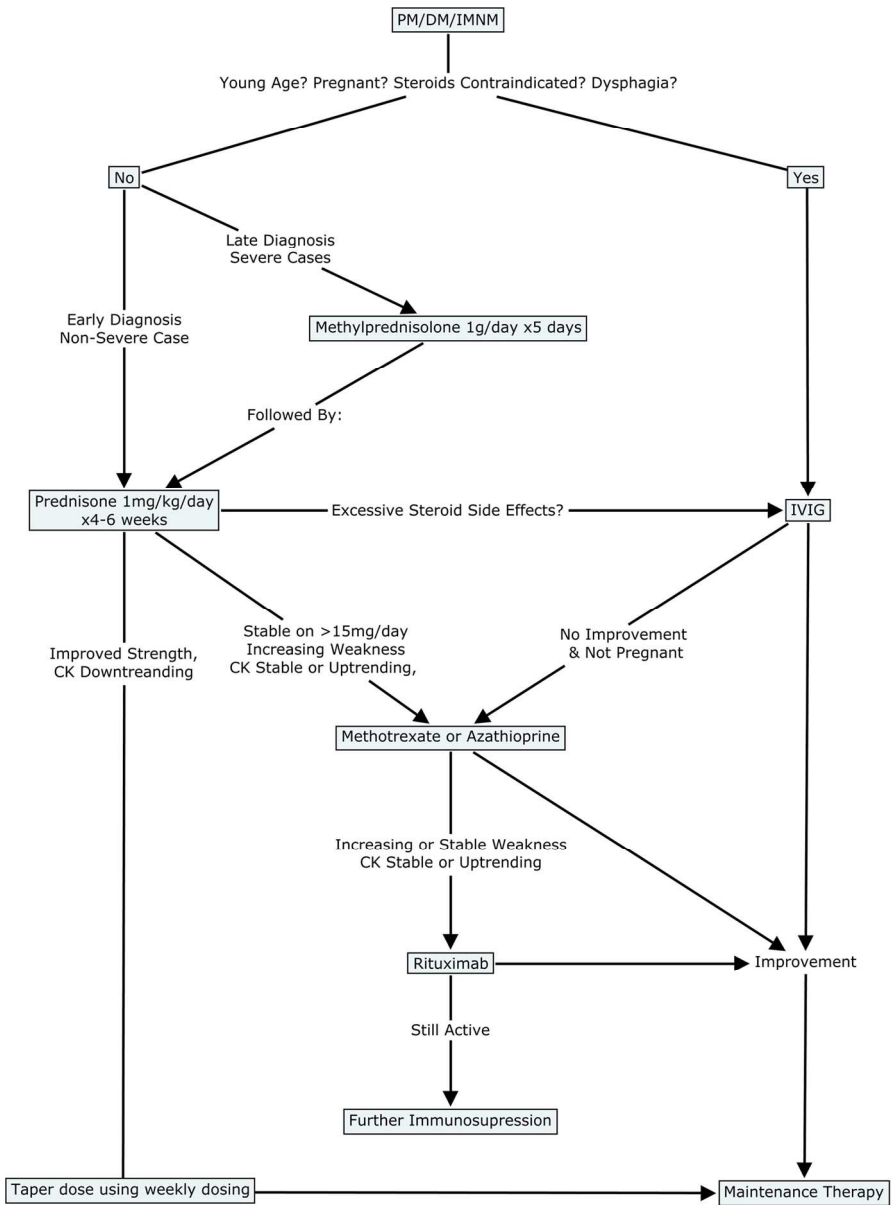 PM/DM/IMNM
Young Age? Pregnant? Steroids Contraindicated? Dysphagia?
No
Yes
Late Diagnosis
Severe Cases
Early Diagnosis
Non-Severe Case
Methylprednisolone 1g/day x5 days
Followed By:
Prednisone 1mg/kg/day
x4-6 weeks
Excessive Steroid Side Effects?
IVIG
Improved Strength,
CK Downtreanding
Stable on >15mg/day
Increasing Weakness
CK Stable or Uptrending,
No Improvement
& Not Pregnant
Methotrexate or Azathioprine
Increasing or Stable Weakness
CK Stable or Uptrending
Rituximab
Improvement
Still Active
Further Immunosupression
Taper dose using weekly dosing
Maintenance Therapy